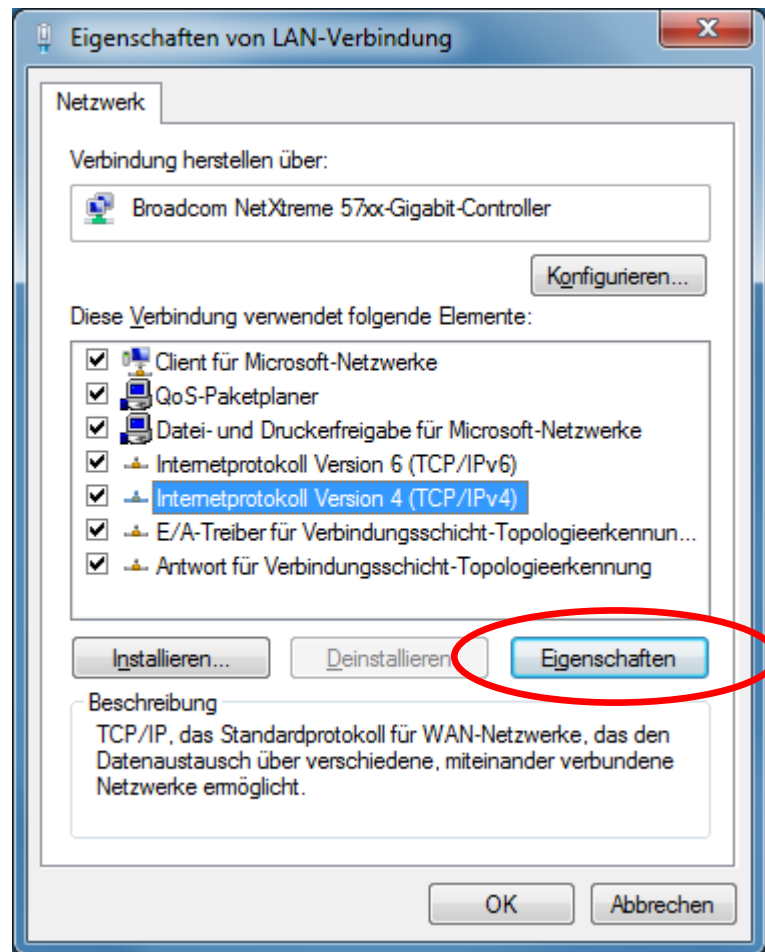 Eigenschaften von LAN-Verbindung
Netzwerk
Verbindung herstellen über:
Broadcom NetXtreme 57xx-Gigabit-Controller
Konfigurieren...
Diese Verbindung verwendet folgende Elemente:
Client für Microsoft-Netzwerke
QoS-Paketplaner
Datei- und Druckerfreigabe für Microsoft-Netzwerke
Internetprotokoll Version 6 (TCP/IPv6)
Internetprotokoll Version 4 (TCP/IPv4)
E/A-Treiber für Verbindungsschicht-Topologieerkennun...
Antwort für Verbindungsschicht-Topologieerkennung
Installieren... Deinstallieren Eigenschaften
Beschreibung
TCP/IP, das Standardprotokoll für WAN-Netzwerke, das den
Datenaustausch über verschiedene, miteinander verbundene
Netzwerke ermöglicht.
OK Abbrechen